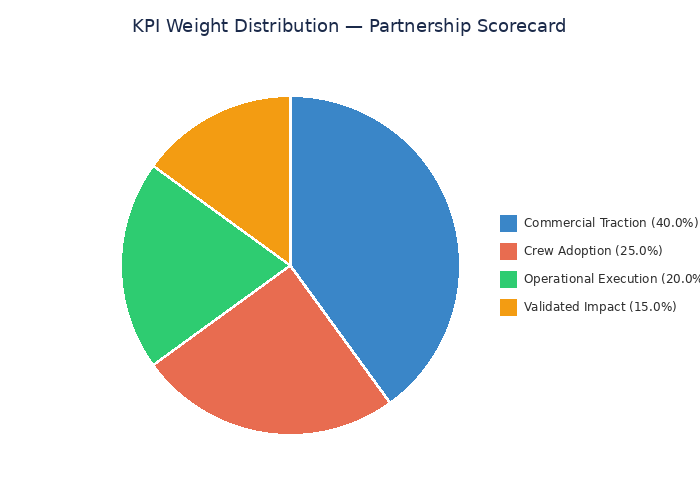 KPI Weight Distribution — Partnership Scorecard
Commercial Traction (40.0%)
Crew Adoption (25.0%)
Operational Execution (20.0%
Validated Impact (15.0%)